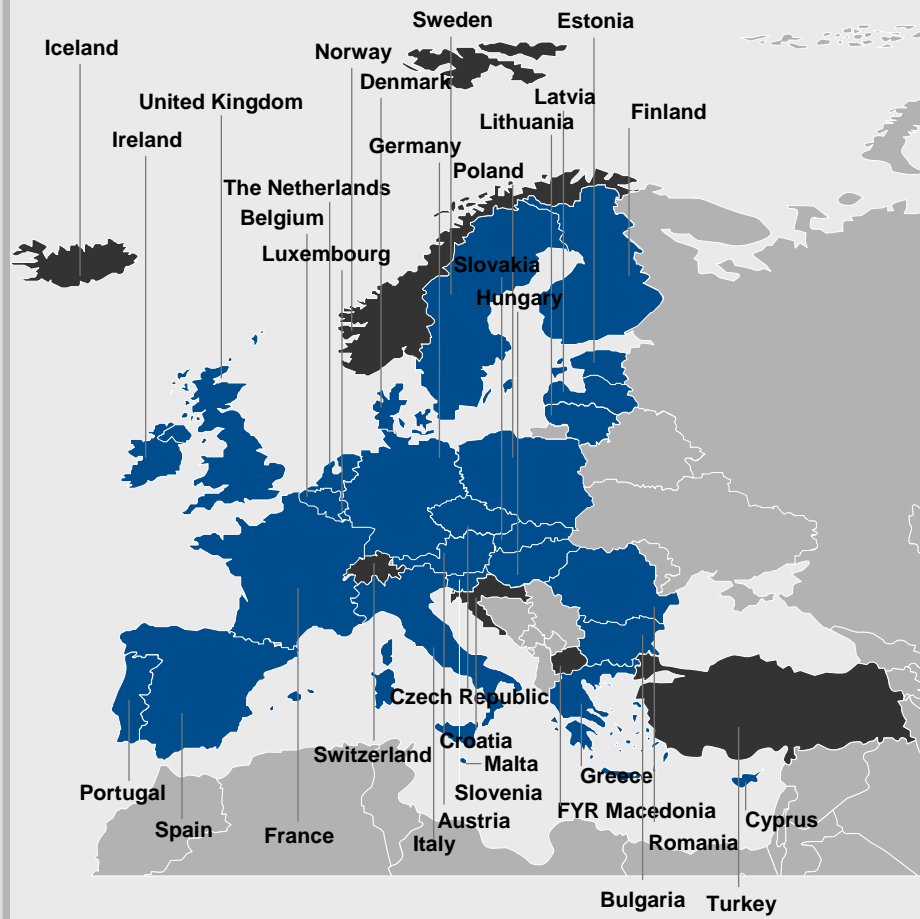 Sweden
Estonia
Iceland
Norway
Denmark
United Kingdom
Latvia
Finland
Lithuania
Ireland
Germany
Poland
The Netherlands
Belgium
Luxembourg
Slovakia
Hungary
Czech Republic
Croatia
Switzerland
Malta
Greece
Portugal
Slovenia
FYR Macedonia
Cyprus
Austria
Spain
France
Italy
Romania
Bulgaria
Turkey